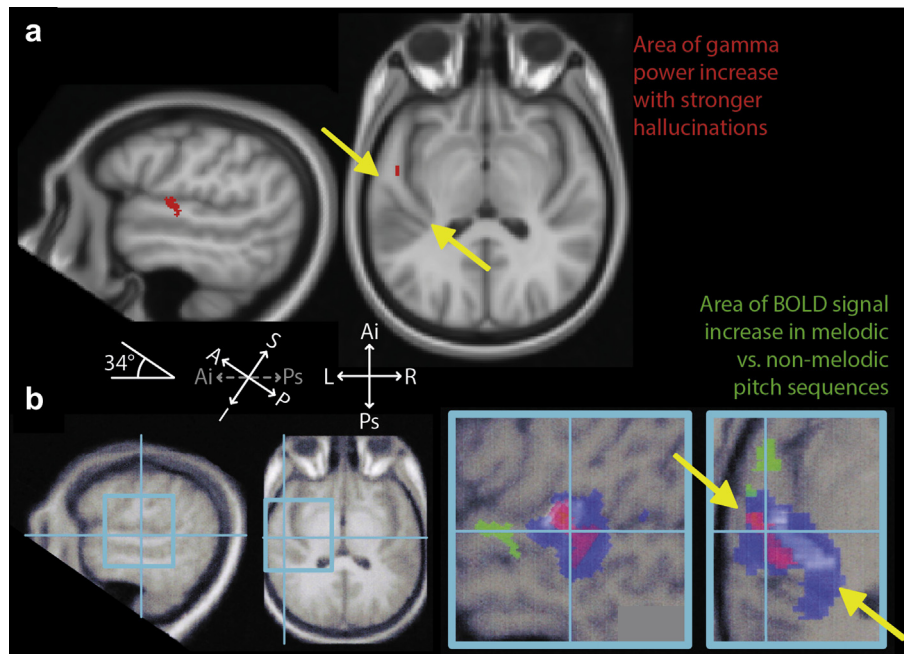 a
Area of gamma
power increase
with stronger
hallucinations
Area of BOLD signal
increase in melodic
vs. non-melodic
pitch sequences
34°
A
S
Ai
Ps
I
P
Ai
L
R
Ps
b